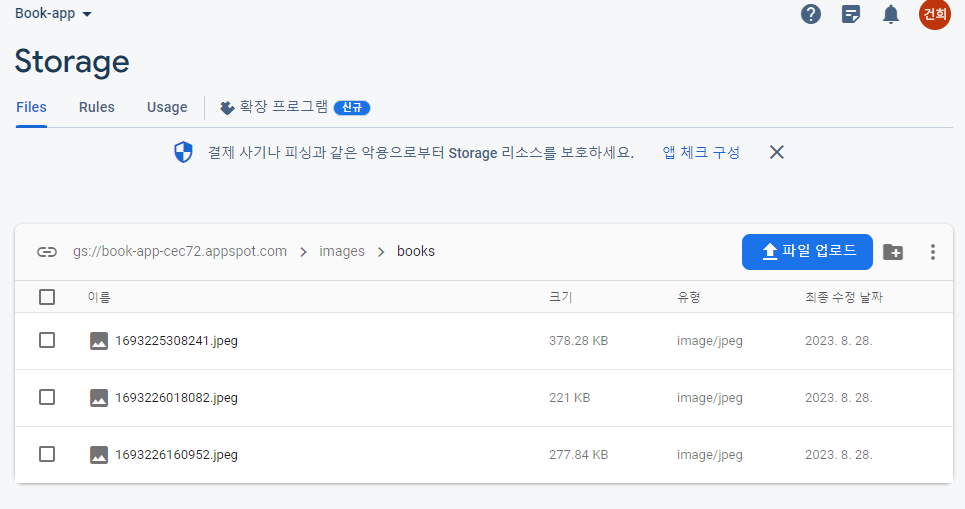 Book-app
건희
Storage
Files Rules Usage 확장 프로그램 신규
결제 사기나 피싱과 같은 악용으로부터 Storage 리소스를 보호하세요. 앱 체크 구성
gs://book-app-cec72.appspot.com > images > books 파일 업로드
이름 크기 유형 최종 수정 날짜
1693225308241.jpeg 378.28 KB image/jpeg 2023. 8. 28.
1693226018082.jpeg 221 KB image/jpeg 2023. 8. 28.
1693226160952.jpeg 277.84 KB image/jpeg 2023. 8. 28.